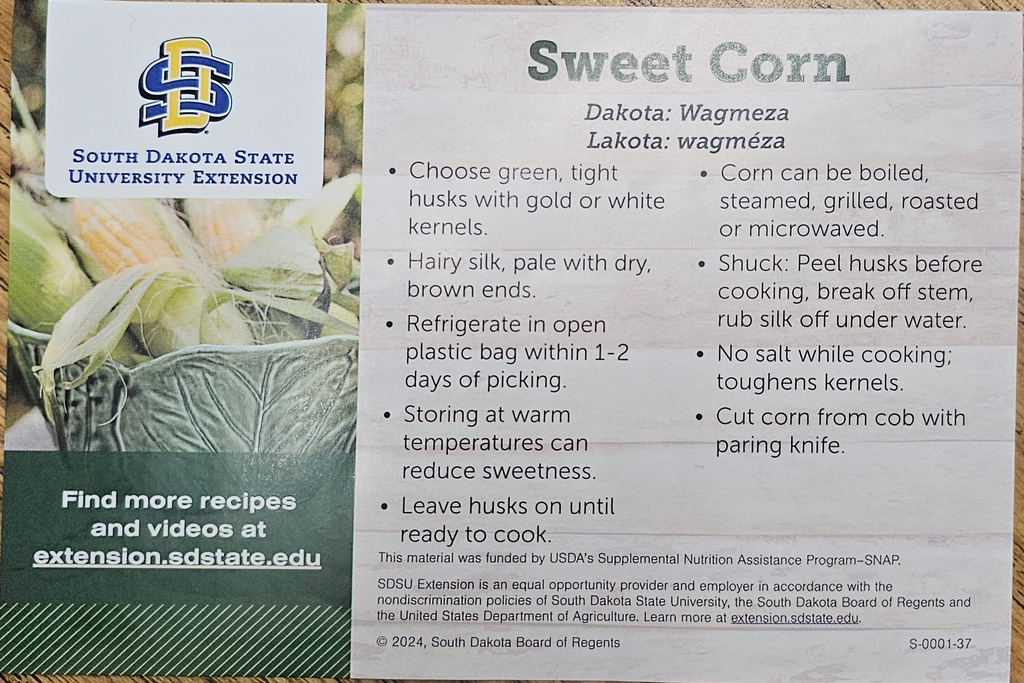 SD
SOUTH DAKOTA STATE
UNIVERSITY EXTENSION
Find more recipes
and videos at
extension.sdstate.edu
Sweet Corn
Dakota: Wagmeza
Lakota: wagméza
• Choose green, tight
husks with gold or white
kernels.
• Hairy silk, pale with dry,
brown ends.
• Refrigerate in open
plastic bag within 1-2
days of picking.
• Storing at warm
temperatures can
reduce sweetness.
• Leave husks on until
ready to cook.
• Corn can be boiled,
steamed, grilled, roasted
or microwaved.
• Shuck: Peel husks before
cooking, break off stem,
rub silk off under water.
• No salt while cooking;
toughens kernels.
• Cut corn from cob with
paring knife.
This material was funded by USDA's Supplemental Nutrition Assistance Program–SNAP.
SDSU Extension is an equal opportunity provider and employer in accordance with the
nondiscrimination policies of South Dakota State University, the South Dakota Board of Regents and
the United States Department of Agriculture. Learn more at extension.sdstate.edu.
© 2024, South Dakota Board of Regents
S-0001-37